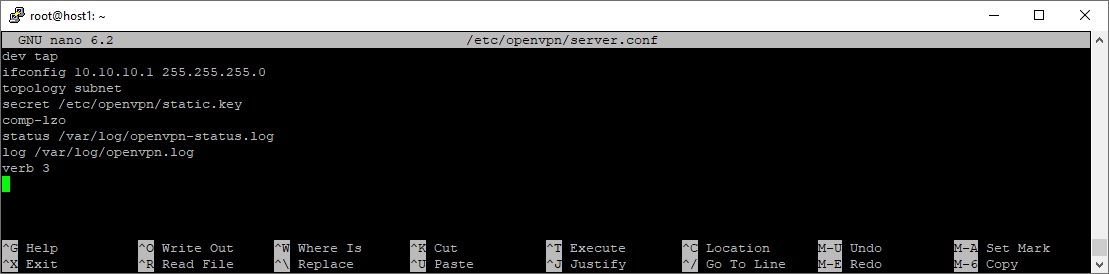 root@host1: ~
GNU nano 6.2 /etc/openvpn/server.conf
dev tap
ifconfig 10.10.10.1 255.255.255.0
topology subnet
secret /etc/openvpn/static.key
comp-lzo
status /var/log/openvpn-status.log
log /var/log/openvpn.log
verb 3
^G Help ^O Write Out ^W Where Is ^K Cut ^T Execute ^C Location M-U Undo M-A Set Mark
^X Exit ^R Read File ^\ Replace ^U Paste ^J Justify ^/ Go To Line M-E Redo M-6 Copy